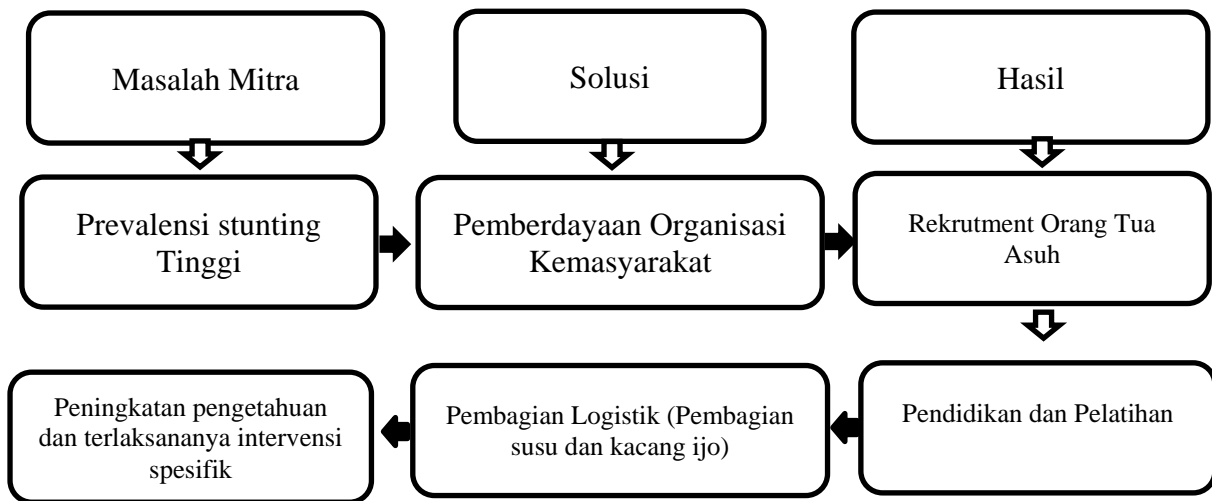 Masalah Mitra
Solusi
Hasil
Prevalensi stunting
Tinggi
Pemberdayaan Organisasi
Kemasyarakat
Rekrutment Orang Tua
Asuh
Peningkatan pengetahuan
dan terlaksananya intervensi
spesifik
Pembagian Logistik (Pembagian
susu dan kacang ijo)
Pendidikan dan Pelatihan